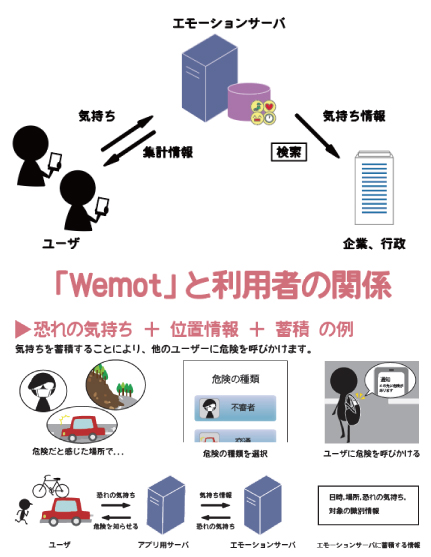 エモーションサーバ
気持ち
気持ち情報
集計情報
検索
ユーザ
企業、行政
「Wemot」と利用者の関係
▶恐れの気持ち ＋ 位置情報 ＋ 蓄積 の例
気持ちを蓄積することにより、他のユーザーに危険を呼びかけます。
危険の種類
通知
不審者
交通
危険だと感じた場所で...
危険の種類を選択
ユーザに危険を呼びかける
恐れの気持ち
気持ち情報
日時、場所、恐れの気持ち、
対象の識別情報
危険を知らせる
恐れの気持ち
ユーザ
アプリ用サーバ
エモーションサーバ
エモーションサーバに蓄積する情報